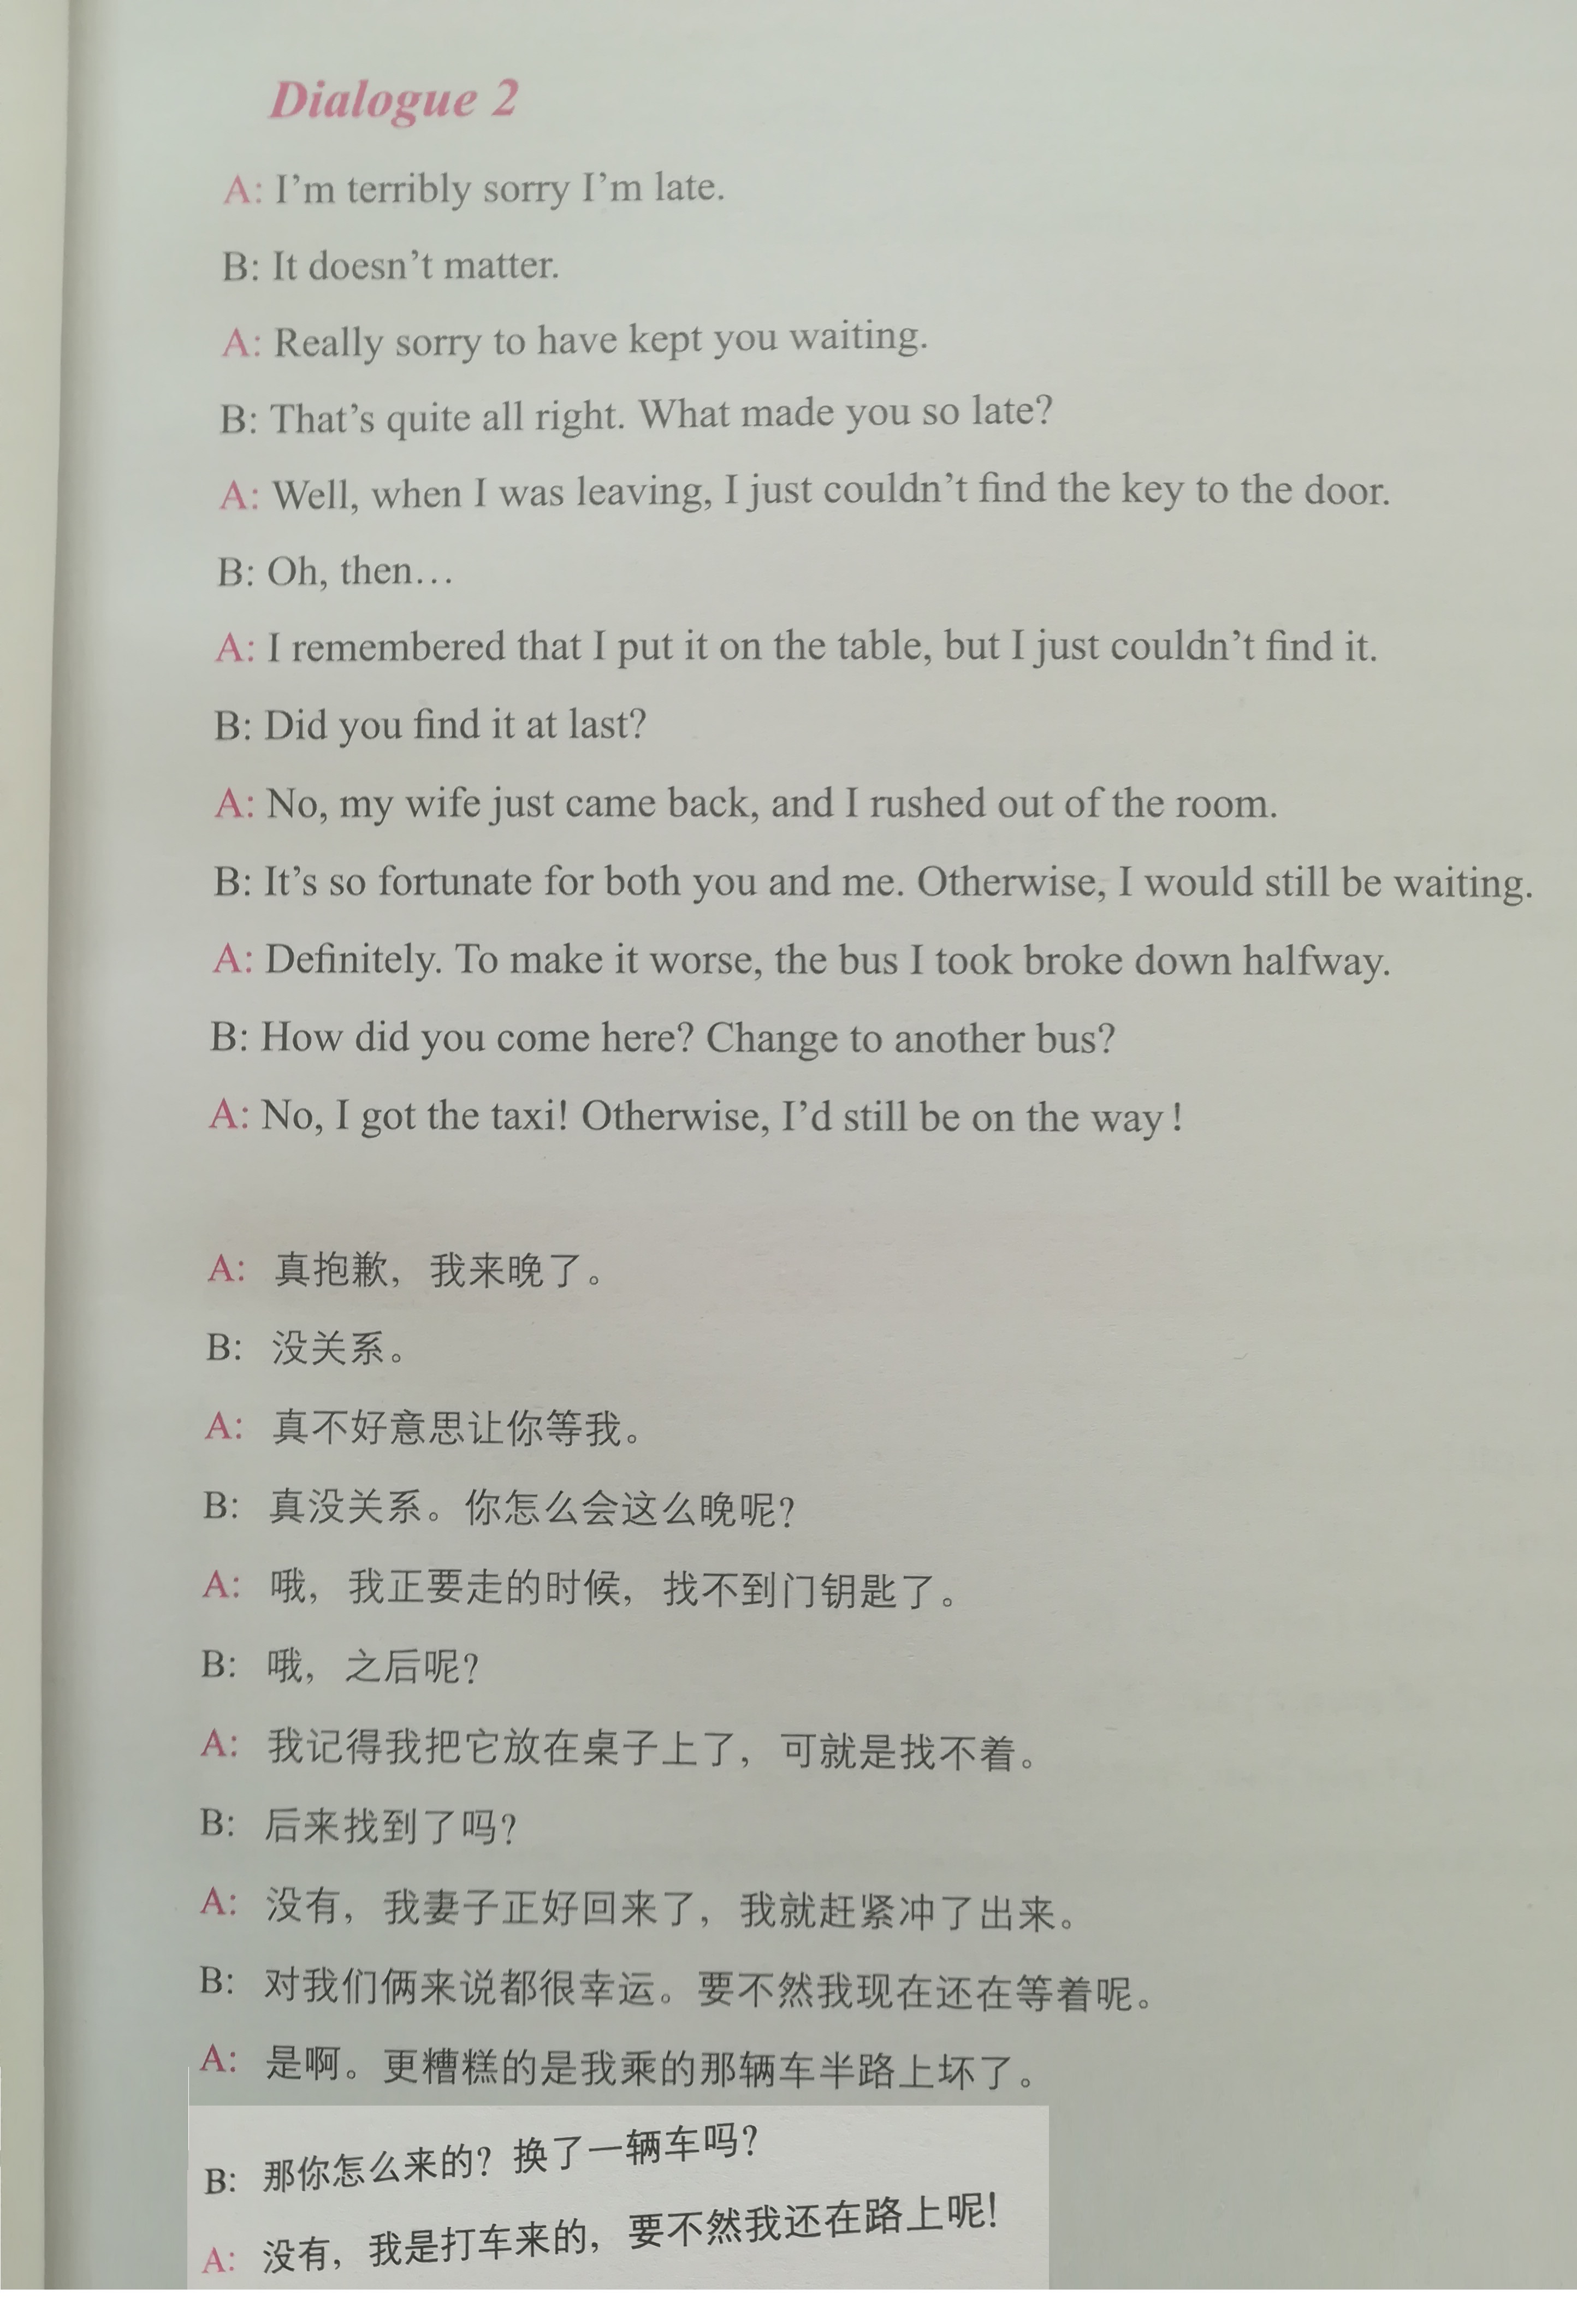 Dialogue 2
A: I'm terribly sorry I'm late.
B: It doesn't matter.
A: Really sorry to have kept you waiting.
B: That's quite all right. What made you so late?
A: Well, when I was leaving, I just couldn't find the key to the door.
B: Oh, then…
A: I remembered that I put it on the table, but I just couldn't find it.
B: Did you find it at last?
A: No, my wife just came back, and I rushed out of the room.
B: It's so fortunate for both you and me. Otherwise, I would still be waiting.
A: Definitely. To make it worse, the bus I took broke down halfway.
B: How did you come here? Change to another bus?
A: No, I got the taxi! Otherwise, I'd still be on the way!
A: 真抱歉，我来晚了。
B: 没关系。
A: 真不好意思让你等我。
B: 真没关系。你怎么会这么晚呢？
A: 哦，我正要走的时候，找不到门钥匙了。
B: 哦，之后呢？
A: 我记得我把它放在桌子上了，可就是找不着。
B: 后来找到了吗？
A: 没有，我妻子正好回来了，我就赶紧冲了出来。
B: 对我们俩来说都很幸运。要不然我现在还在等着呢。
A: 是啊。更糟糕的是我乘的那辆车半路上坏了。
B: 那你怎么来的？换了一辆车吗？
A: 没有，我是打车来的，要不然我还在路上呢！